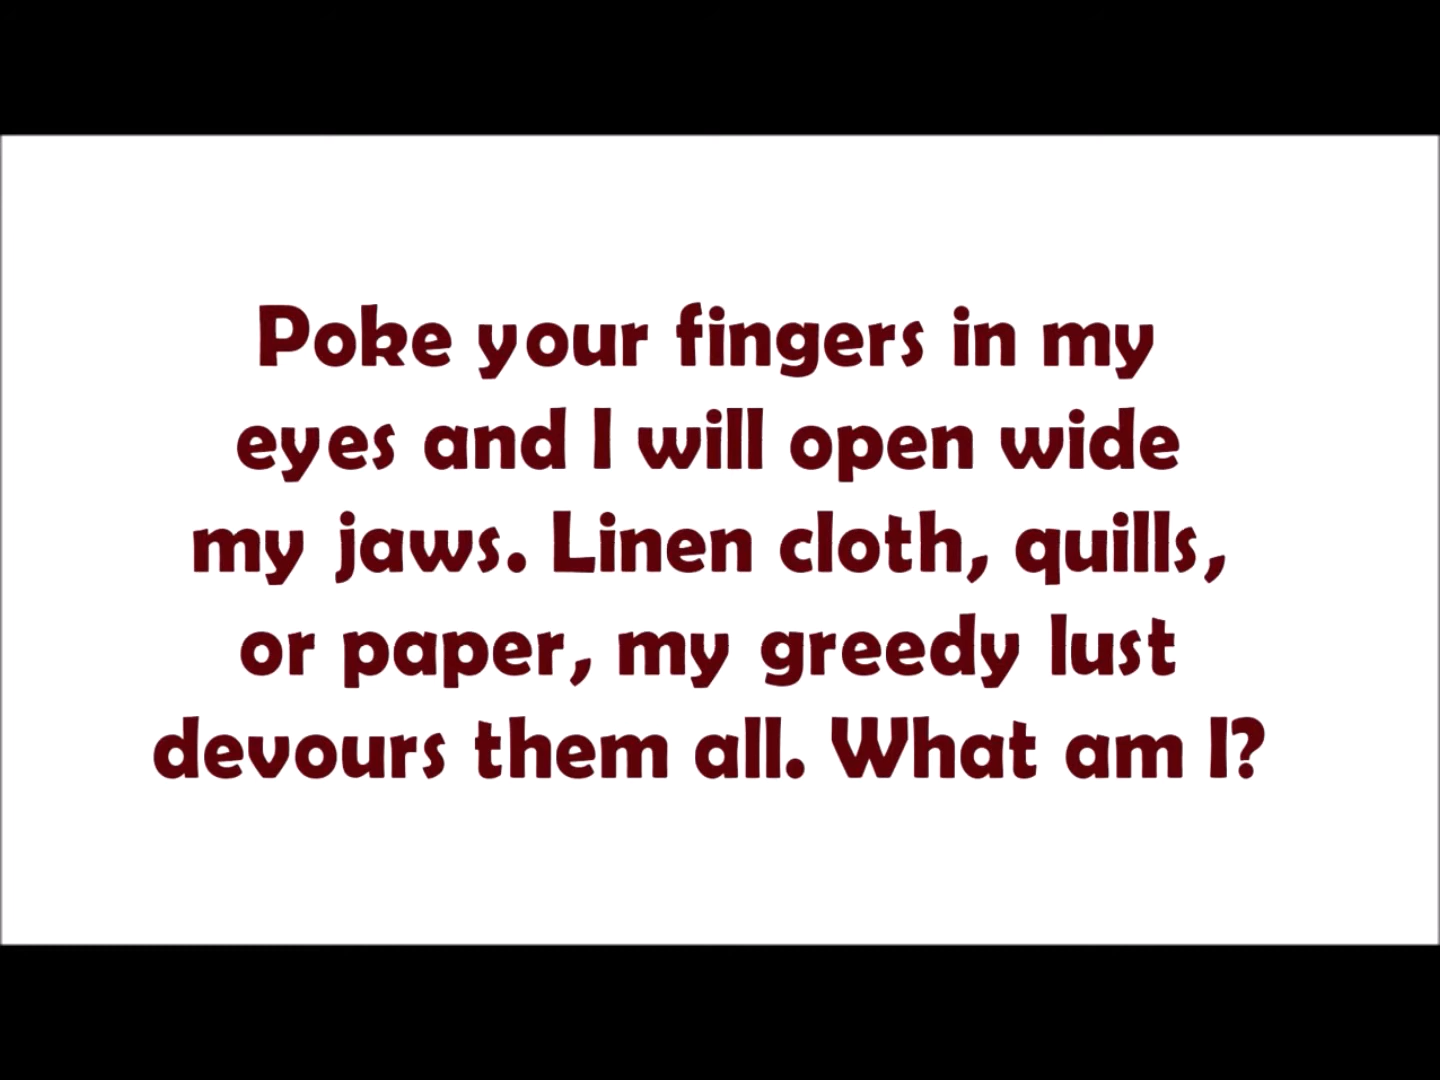 Poke your fingers in my
eyes and I will open wide
my jaws. Linen cloth, quills,
or paper, my greedy lust
devours them all. What am I?